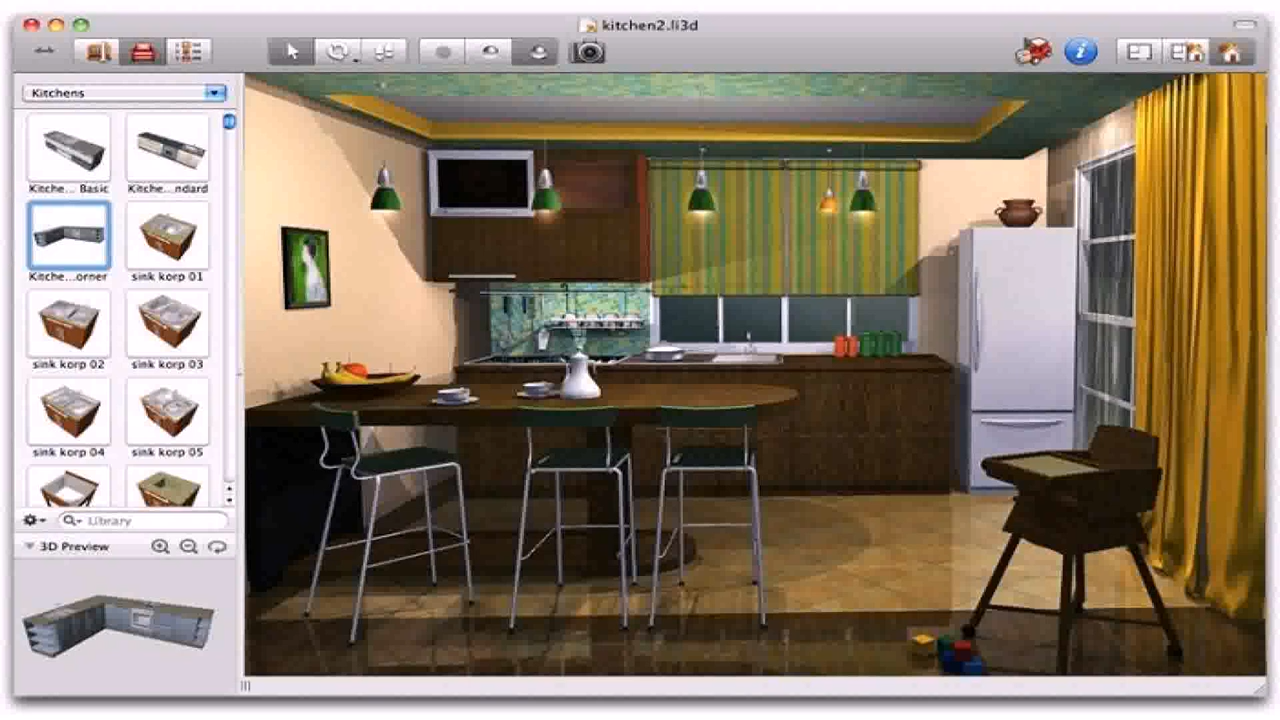 kitchen2.li3d
Kitchens
Kitche... Basic
Kitche...ndard
Kitche...orner
sink korp 01
sink korp 02
sink korp 03
sink korp 04
sink korp 05
Library
3D Preview